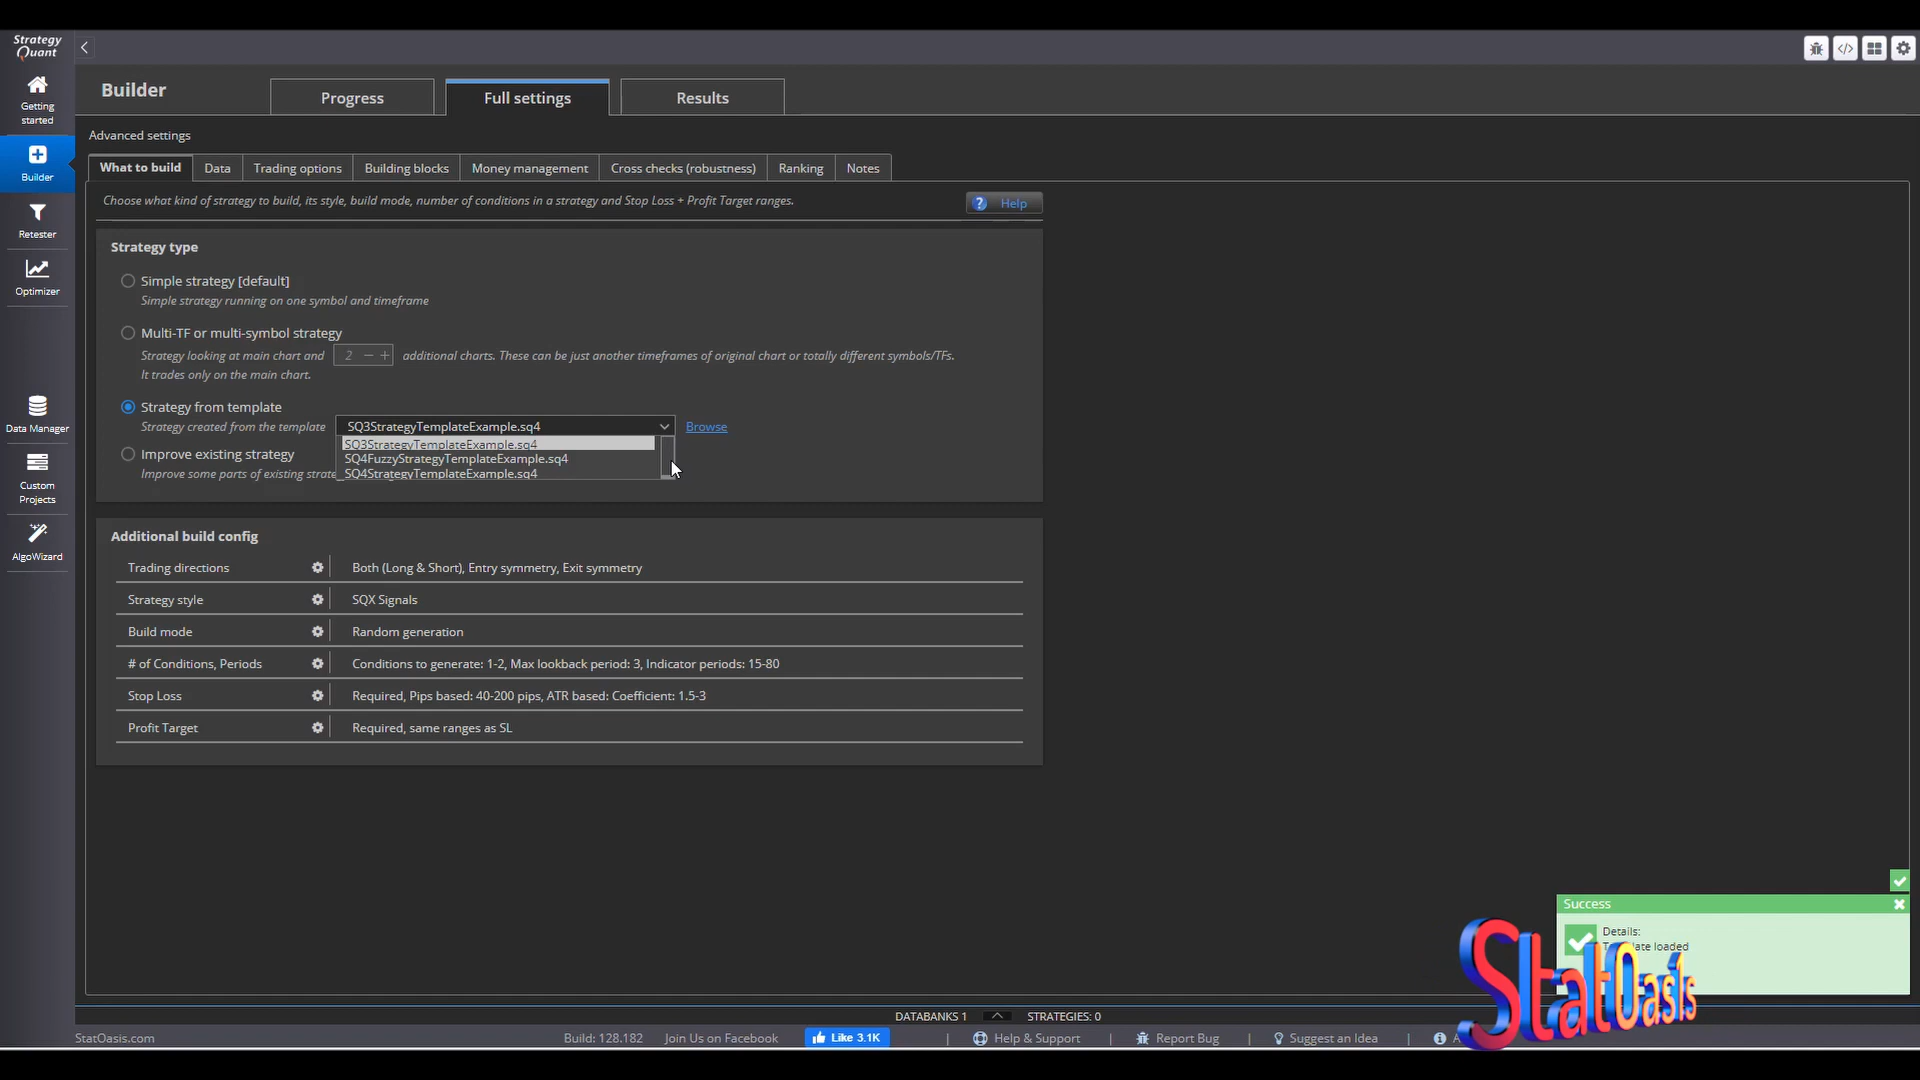 Strategy
Quant
Getting
started
Builder
Retester
Optimizer
Data Manager
Custom
Projects
AlgoWizard
Builder
Progress
Full settings
Results
Advanced settings
What to build
Data
Trading options
Building blocks
Money management
Cross checks (robustness)
Ranking
Notes
Choose what kind of strategy to build, its style, build mode, number of conditions in a strategy and Stop Loss + Profit Target ranges.
? Help
Strategy type
Simple strategy [default]
Simple strategy running on one symbol and timeframe
Multi-TF or multi-symbol strategy
Strategy looking at main chart and 2 − + additional charts. These can be just another timeframes of original chart or totally different symbols/TFs.
It trades only on the main chart.
Strategy from template
Strategy created from the template SQ3StrategyTemplateExample.sq4 Browse
SQ3StrategyTemplateExample.sq4
SQ4FuzzyStrategyTemplateExample.sq4
SQ4StrategyTemplateExample.sq4
Improve existing strategy
Improve some parts of existing
Additional build config
Trading directions Both (Long & Short), Entry symmetry, Exit symmetry
Strategy style SQX Signals
Build mode Random generation
# of Conditions, Periods Conditions to generate: 1-2, Max lookback period: 3, Indicator periods: 15-80
Stop Loss Required, Pips based: 40-200 pips, ATR based: Coefficient: 1.5-3
Profit Target Required, same ranges as SL
Success
Details:
loaded
StatOasis
DATABANKS 1
STRATEGIES: 0
StatOasis.com
Build: 128.182
Join Us on Facebook
Like 3.1K
Help & Support
Report Bug
Suggest an Idea